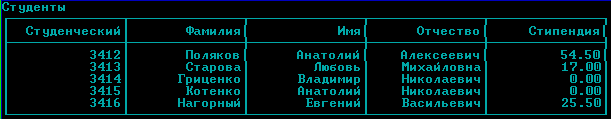 Студенты
Студенческий Фамилия Имя Отчество Стипендия
3412 Поляков Анатолий Алексеевич 54.50
3413 Старова Любовь Михайловна 17.00
3414 Гриценко Владимир Николаевич 0.00
3415 Котенко Анатолий Николаевич 0.00
3416 Нагорный Евгений Васильевич 25.50